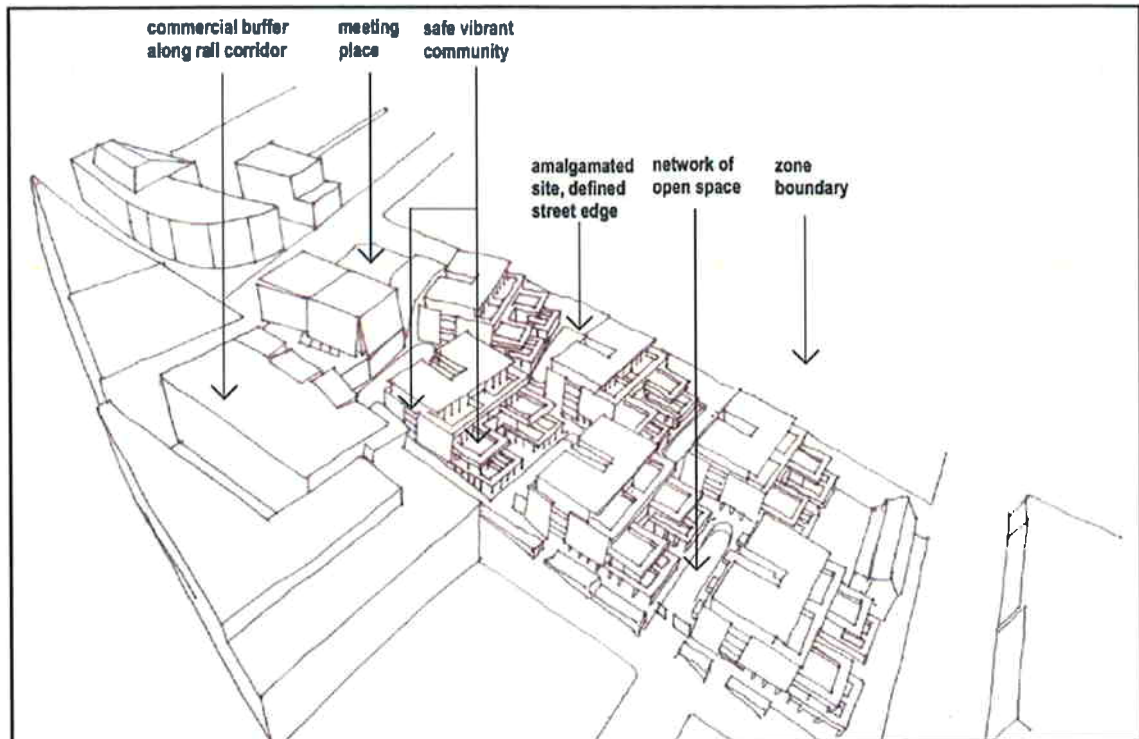 commercial buffer
along rail corridor
meeting
place
safe vibrant
community
amalgamated
site, defined
street edge
network of
open space
zone
boundary